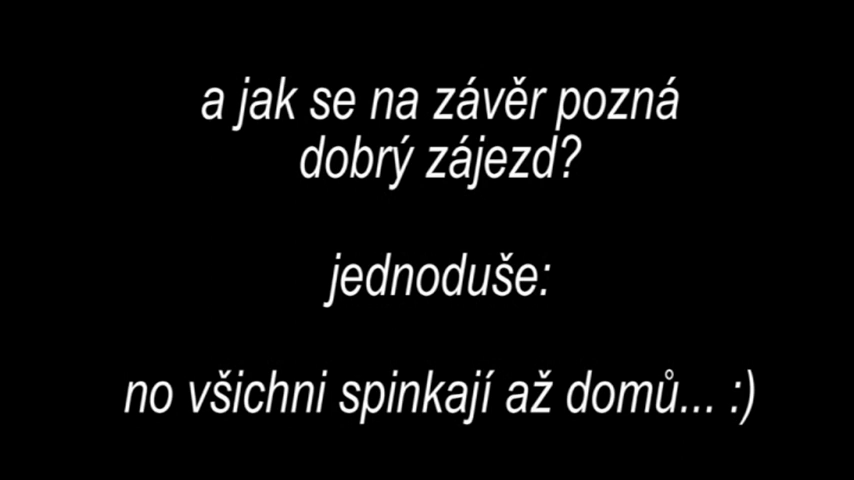 a jak se na závěr pozná
dobrý zájezd?
jednoduše:
no všichni spinkají až domů... :)